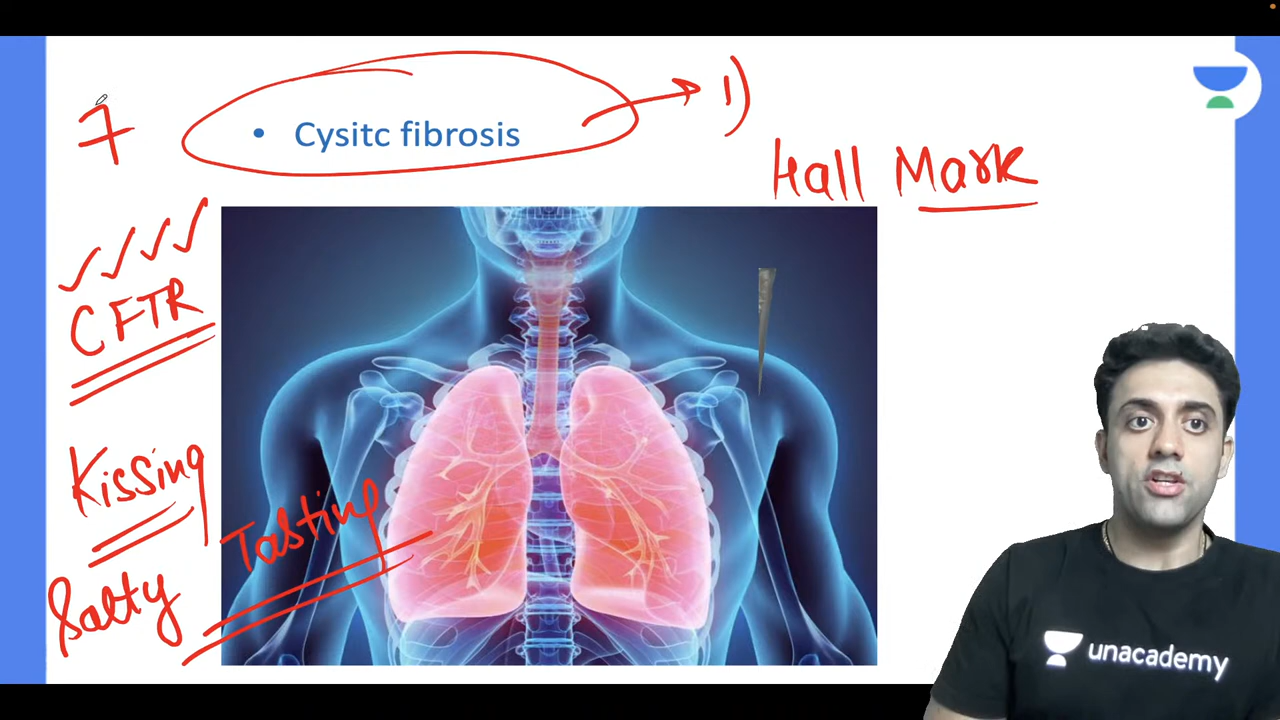 7
• Cysitc fibrosis
1)
Hall Mark
CFTR
Kissing
Salty Tasting
unacademy